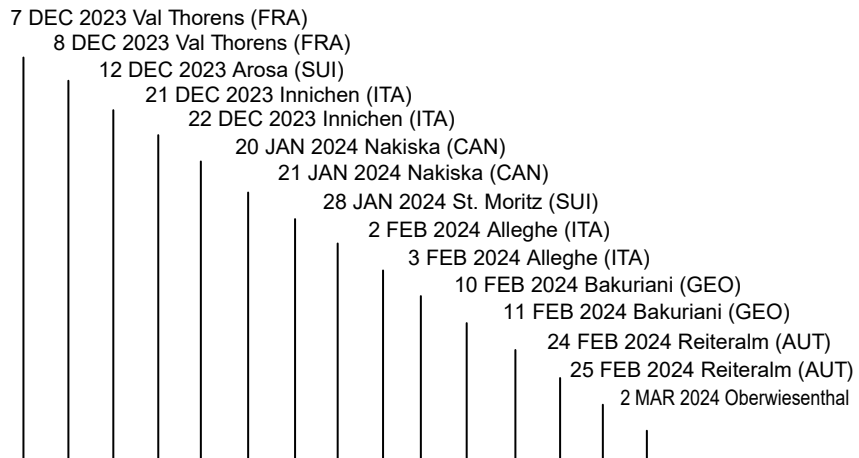 7 DEC 2023 Val Thorens (FRA)
8 DEC 2023 Val Thorens (FRA)
12 DEC 2023 Arosa (SUI)
21 DEC 2023 Innichen (ITA)
22 DEC 2023 Innichen (ITA)
20 JAN 2024 Nakiska (CAN)
21 JAN 2024 Nakiska (CAN)
28 JAN 2024 St. Moritz (SUI)
2 FEB 2024 Alleghe (ITA)
3 FEB 2024 Alleghe (ITA)
10 FEB 2024 Bakuriani (GEO)
11 FEB 2024 Bakuriani (GEO)
24 FEB 2024 Reiteralm (AUT)
25 FEB 2024 Reiteralm (AUT)
2 MAR 2024 Oberwiesenthal